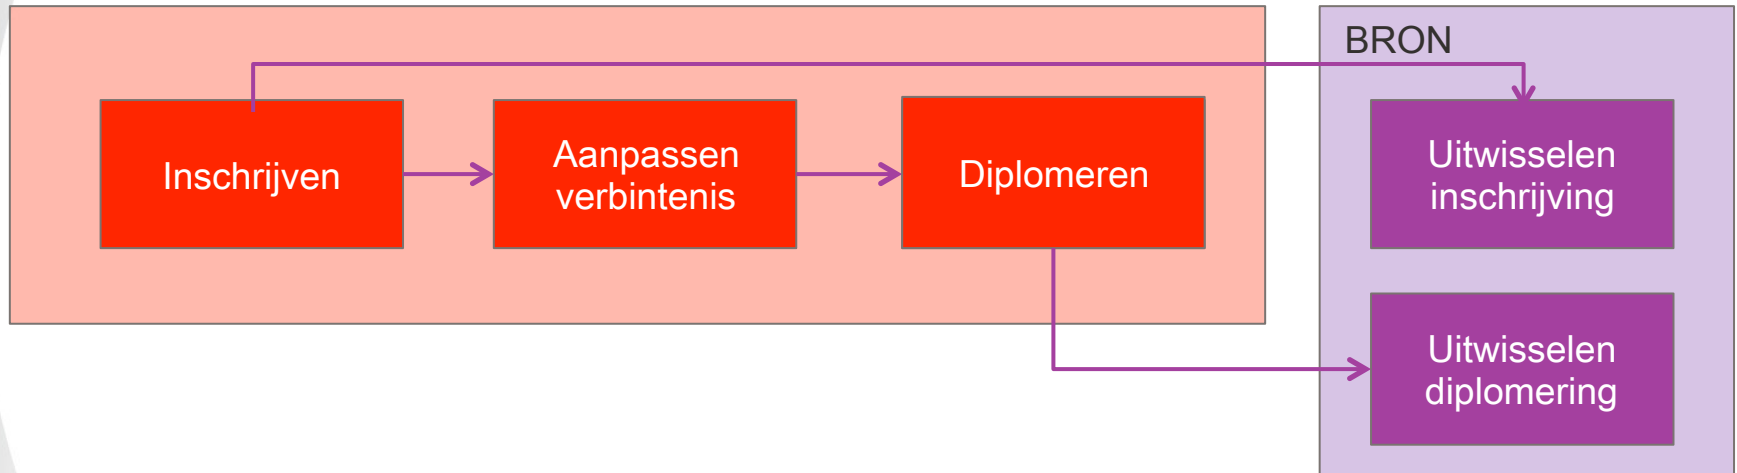 BRON
Inschrijven
Aanpassen
verbintenis
Diplomeren
Uitwisselen
inschrijving
Uitwisselen
diplomering